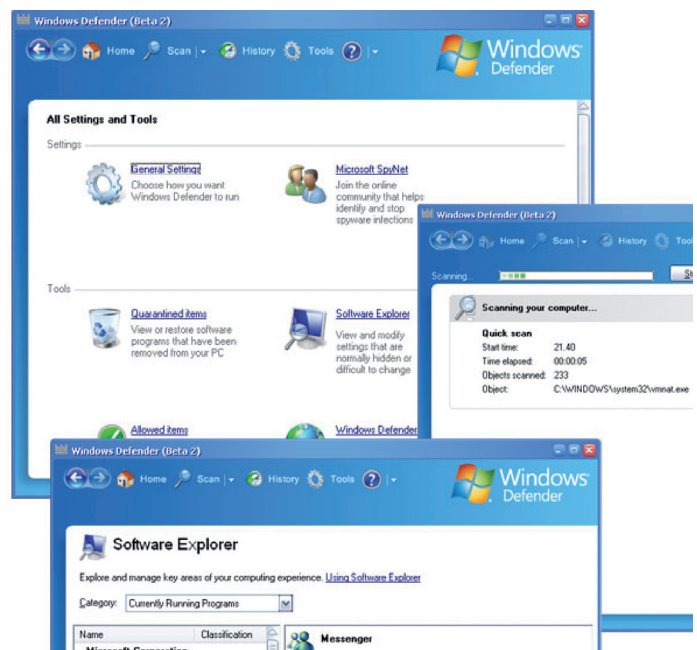 Windows Defender (Beta 2)
Home Scan History Tools ?
Windows
Defender
All Settings and Tools
Settings
General Settings
Choose how you want
Windows Defender to run
Microsoft SpyNet
Join the online
community that helps
identify and stop
spyware infections
Tools
Quarantined items
View or restore software
programs that have been
removed from your PC
Software Explorer
View and modify
settings that are
normally hidden or
difficult to change
Allowed items
Windows Defender
Windows Defender (Beta 2)
Home Scan History
Scanning...
Scanning your computer...
Quick scan
Start time: 21.40
Time elapsed: 00:00:05
Objects scanned: 233
Object: C:\WINDOWS\system32\vmnat.exe
Windows Defender (Beta 2)
Home Scan History Tools ?
Windows
Defender
Software Explorer
Explore and manage key areas of your computing experience. Using Software Explorer
Category: Currently Running Programs
Name Classification
Microsoft Corporation
Messenger